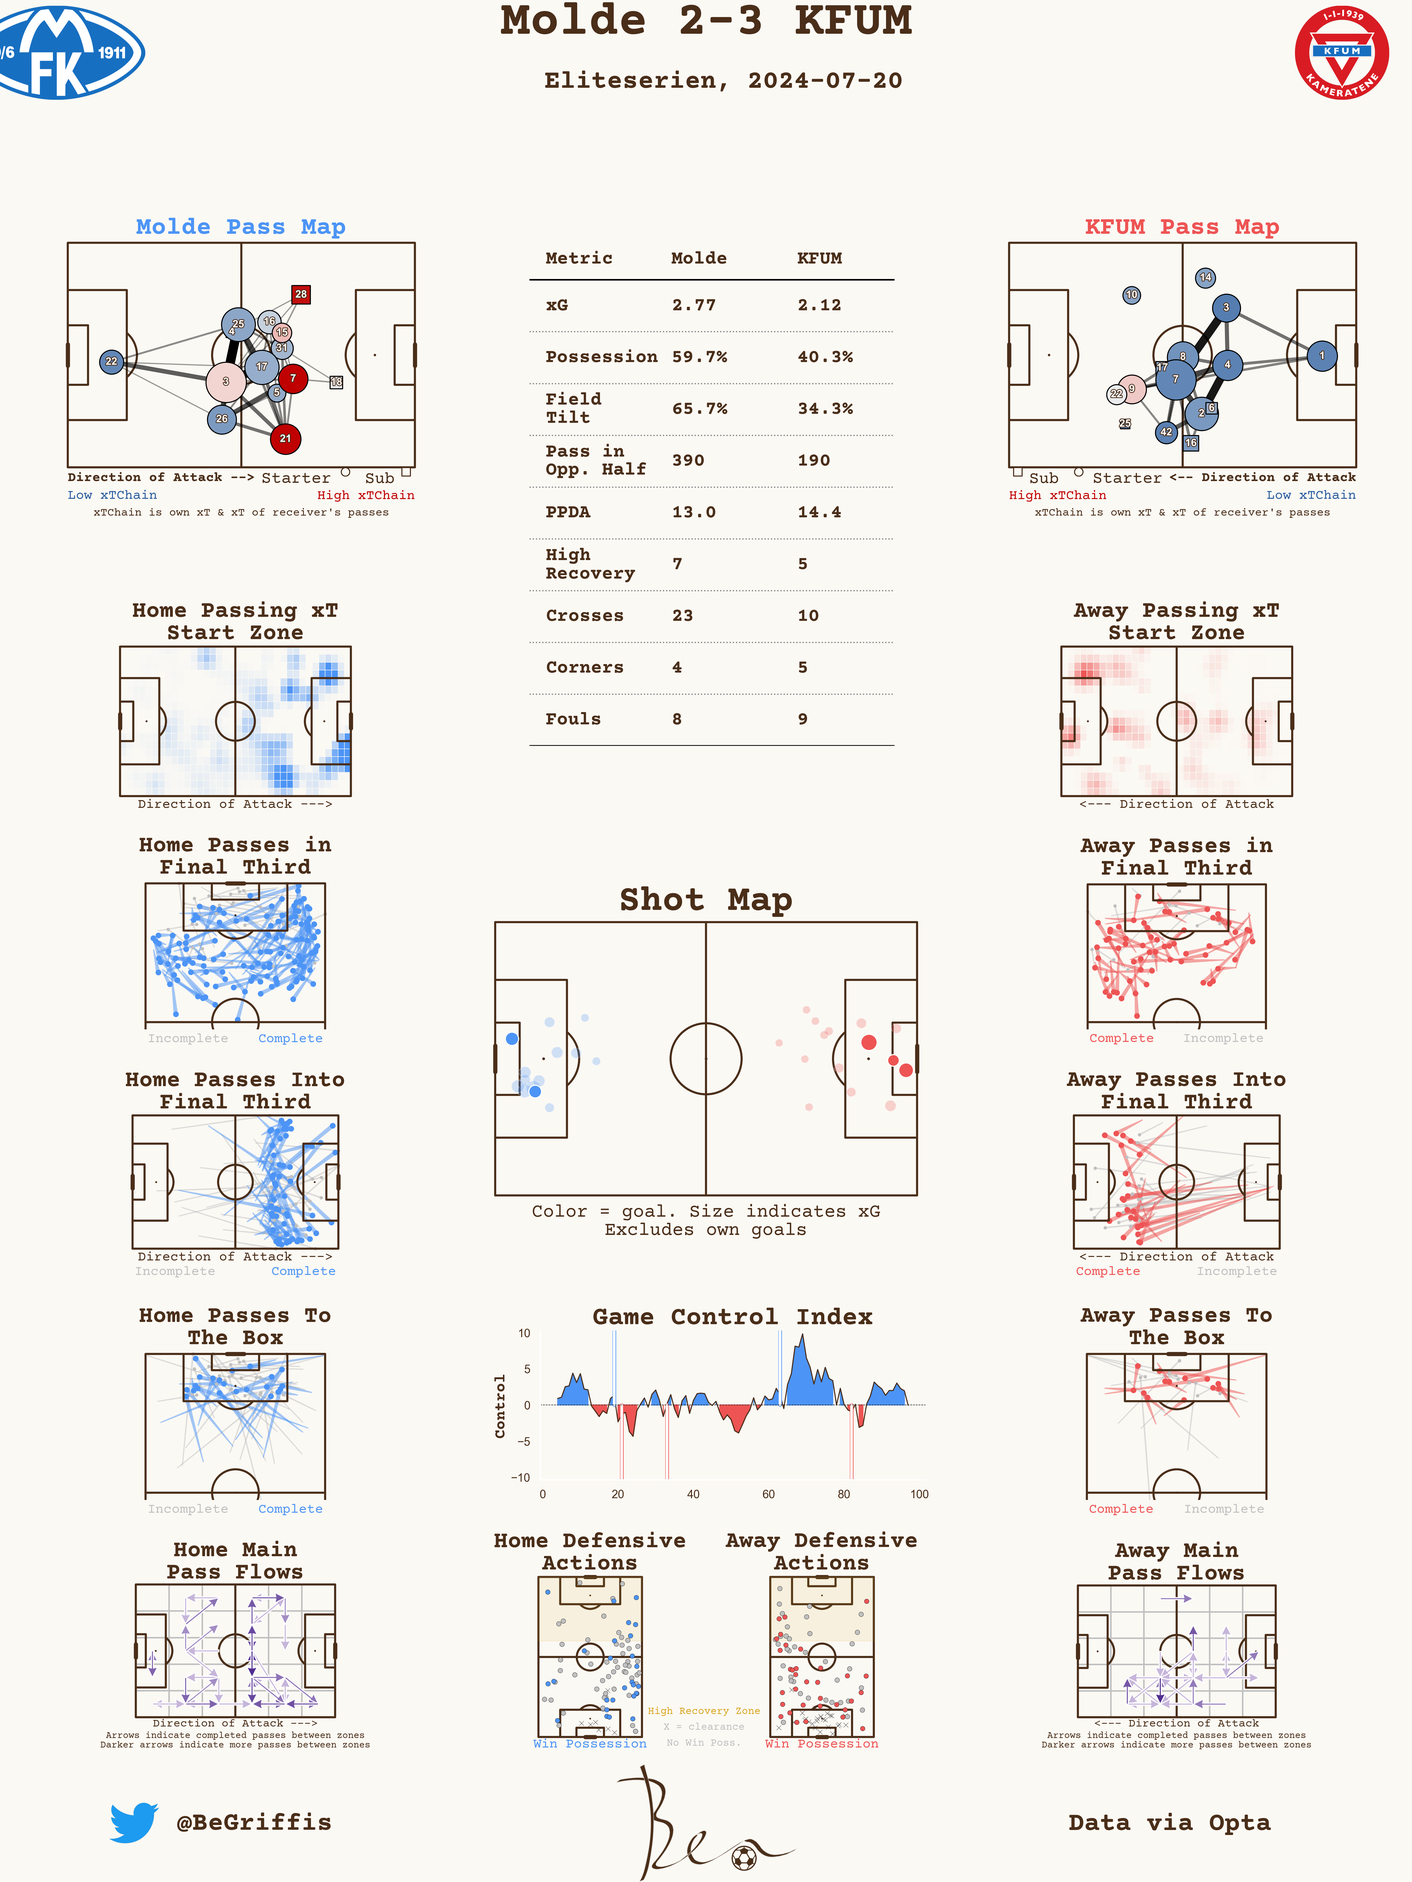 Molde 2-3 KFUM
Eliteserien, 2024-07-20
1911
FK
1-1-1939
KFUM
KAMERATENE
Molde Pass Map
22
25
4
16
28
15
31
17
3
7
5
18
26
21
Direction of Attack --> Starter Sub
Low xTChain High xTChain
xTChain is own xT & xT of receiver's passes
Metric Molde KFUM
xG 2.77 2.12
Possession 59.7% 40.3%
Field
Tilt 65.7% 34.3%
Pass in
Opp. Half 390 190
PPDA 13.0 14.4
High
Recovery 7 5
Crosses 23 10
Corners 4 5
Fouls 8 9
KFUM Pass Map
14
10
3
8
17
7
4
1
9
22
2
6
25
42
16
Sub Starter <-- Direction of Attack
High xTChain Low xTChain
xTChain is own xT & xT of receiver's passes
Home Passing xT
Start Zone
Direction of Attack --->
Away Passing xT
Start Zone
<--- Direction of Attack
Home Passes in
Final Third
Incomplete Complete
Away Passes in
Final Third
Complete Incomplete
Shot Map
Color = goal. Size indicates xG
Excludes own goals
Home Passes Into
Final Third
Direction of Attack --->
Incomplete Complete
Away Passes Into
Final Third
<--- Direction of Attack
Complete Incomplete
Home Passes To
The Box
Incomplete Complete
Game Control Index
Control
10
5
0
−5
−10
0 20 40 60 80 100
Away Passes To
The Box
Complete Incomplete
Home Main
Pass Flows
Direction of Attack --->
Arrows indicate completed passes between zones
Darker arrows indicate more passes between zones
Home Defensive
Actions
Win Possession
Away Defensive
Actions
Win Possession
High Recovery Zone
X = clearance
No Win Poss.
Away Main
Pass Flows
<--- Direction of Attack
Arrows indicate completed passes between zones
Darker arrows indicate more passes between zones
@BeGriffis
Ben
Data via Opta